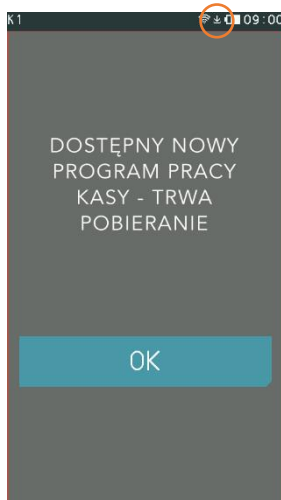 K1 09:00
DOSTĘPNY NOWY
PROGRAM PRACY
KASY - TRWA
POBIERANIE
OK